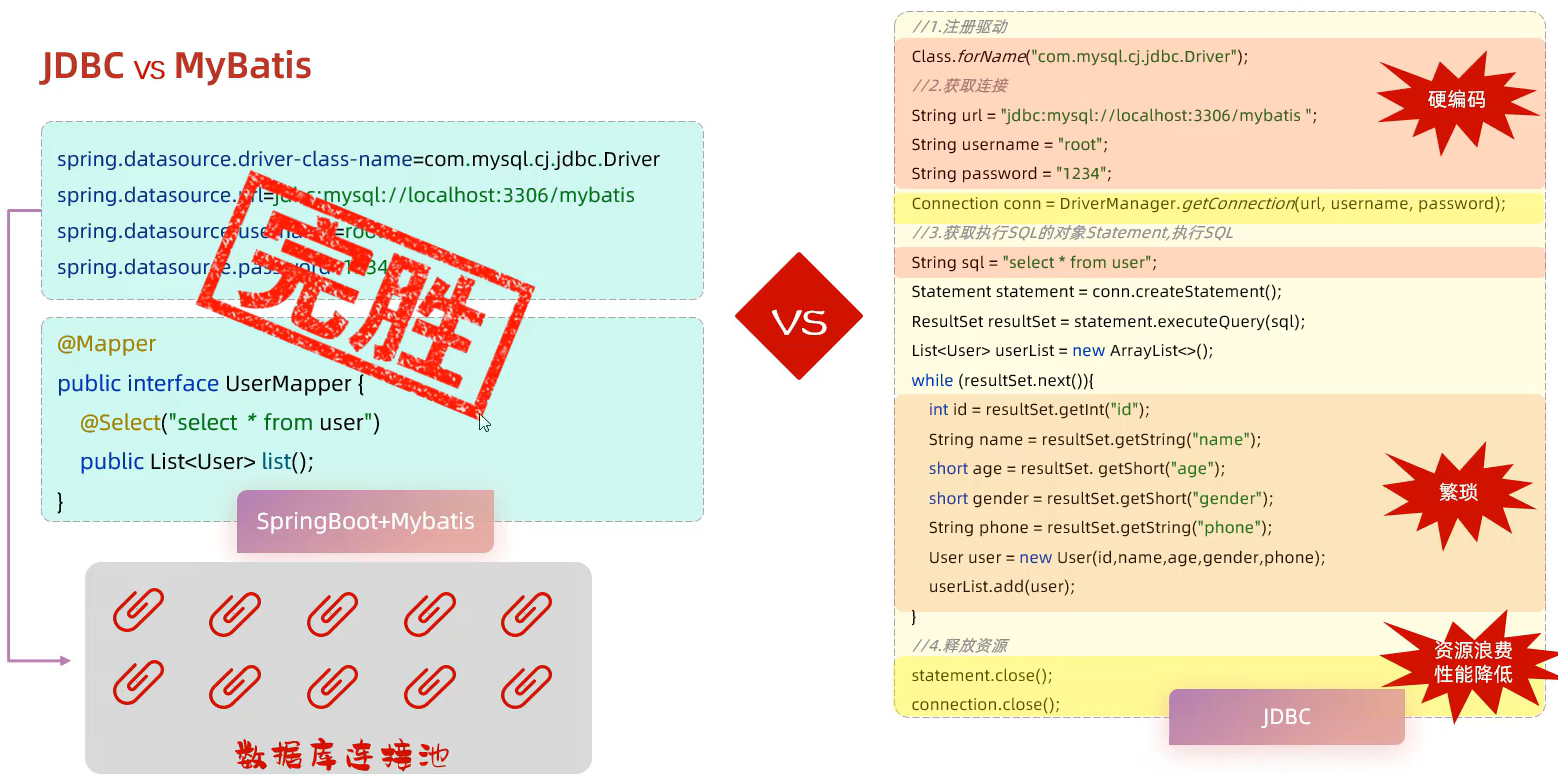 JDBC vs MyBatis
spring.datasource.driver-class-name=com.mysql.cj.jdbc.Driver
spring.datasource.url=jdbc:mysql://localhost:3306/mybatis
spring.datasource.username=root
spring.datasource.password=1234
完胜
@Mapper
public interface UserMapper {
@Select("select * from user")
public List<User> list();
}
SpringBoot+Mybatis
数据库连接池
VS
//1.注册驱动
Class.forName("com.mysql.cj.jdbc.Driver");
//2.获取连接
String url = "jdbc:mysql://localhost:3306/mybatis ";
String username = "root";
String password = "1234";
硬编码
Connection conn = DriverManager.getConnection(url, username, password);
//3.获取执行SQL的对象Statement,执行SQL
String sql = "select * from user";
Statement statement = conn.createStatement();
ResultSet resultSet = statement.executeQuery(sql);
List<User> userList = new ArrayList<>();
while (resultSet.next()){
int id = resultSet.getInt("id");
String name = resultSet.getString("name");
short age = resultSet. getShort("age");
short gender = resultSet.getShort("gender");
String phone = resultSet.getString("phone");
User user = new User(id,name,age,gender,phone);
userList.add(user);
繁琐
}
//4.释放资源
statement.close();
connection.close();
资源浪费
性能降低
JDBC